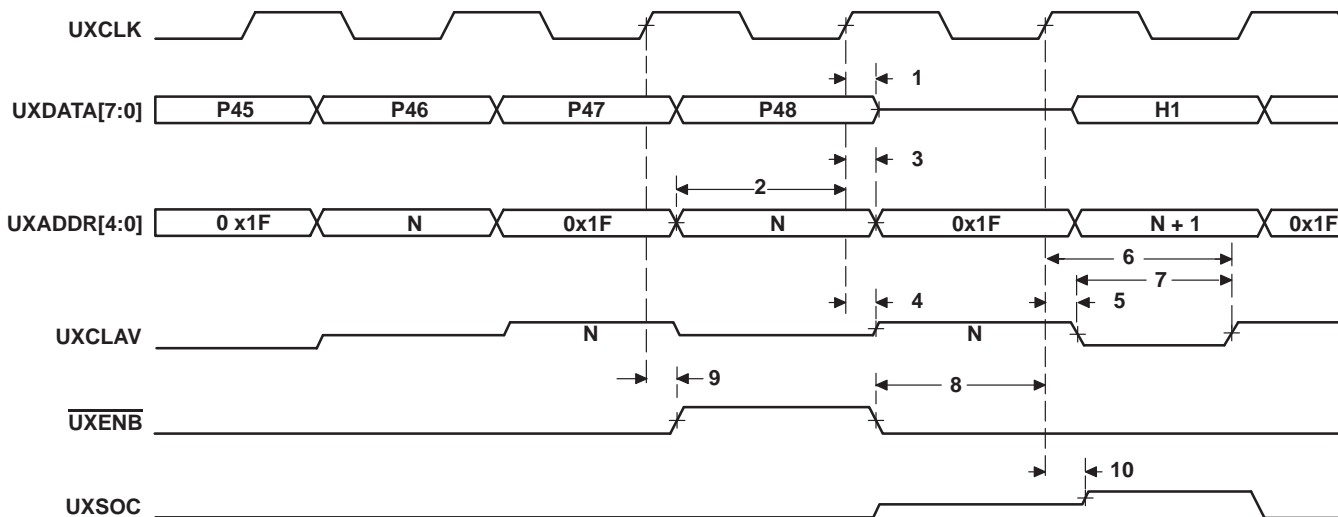 UXCLK
1
UXDATA[7:0] P45 P46 P47 P48 H1
3
2
UXADDR[4:0] 0 x1F N 0x1F N 0x1F N + 1 0x1F
6
7
4 5
UXCLAV N N
9 8
UXENB
10
UXSOC